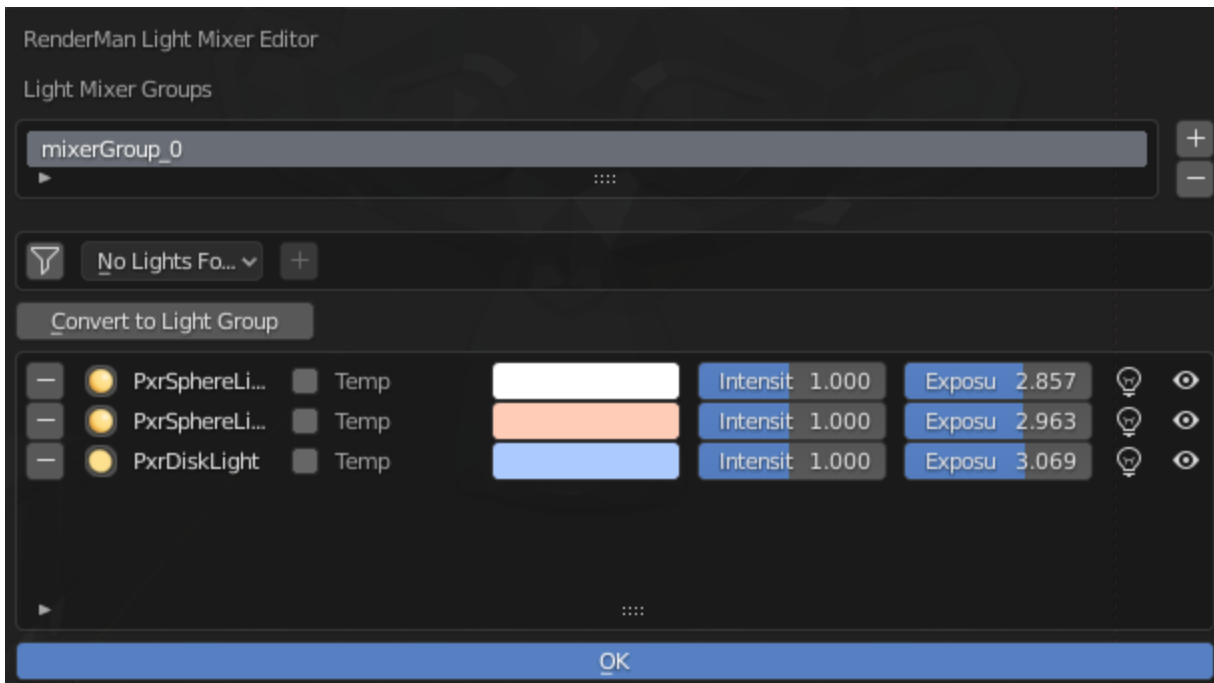 RenderMan Light Mixer Editor
Light Mixer Groups
mixerGroup_0
No Lights Fo...
Convert to Light Group
PxrSphereLi... Temp Intensit 1.000 Exposu 2.857
PxrSphereLi... Temp Intensit 1.000 Exposu 2.963
PxrDiskLight Temp Intensit 1.000 Exposu 3.069
OK